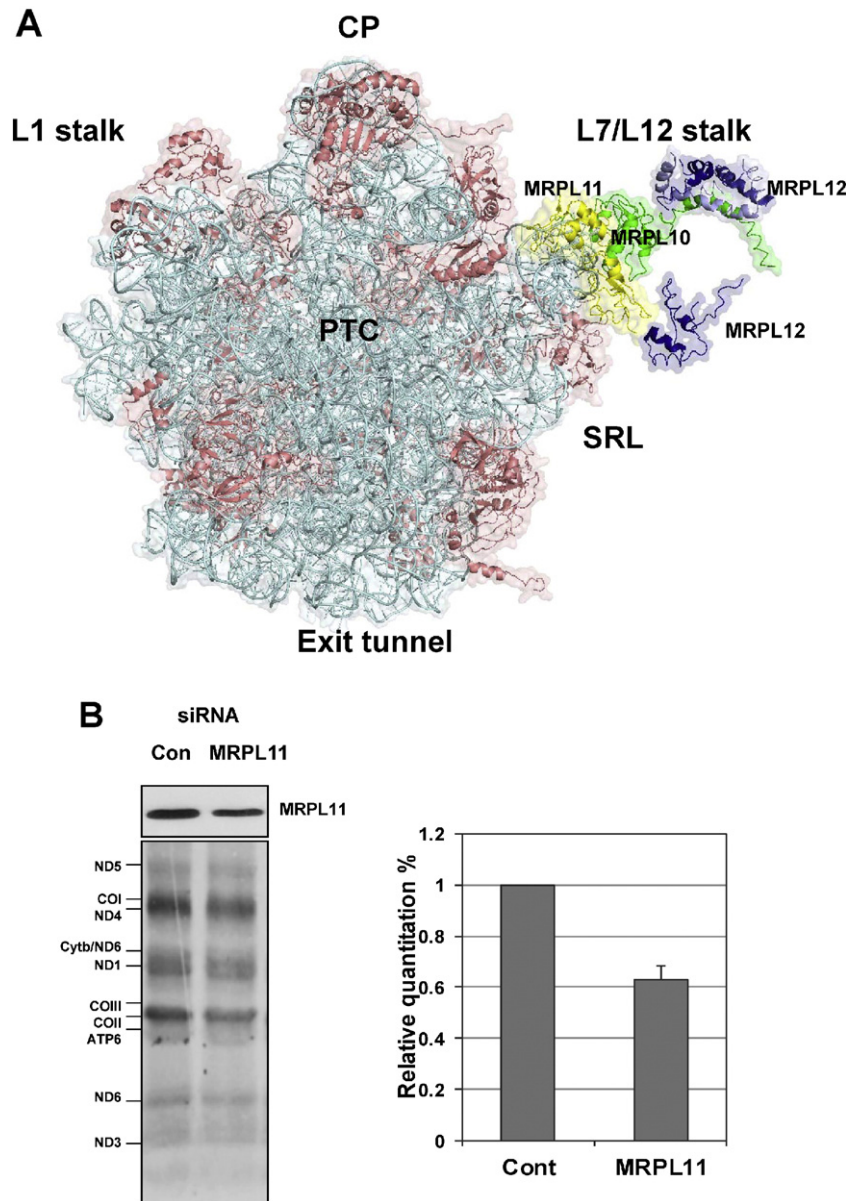 A
CP
L1 stalk
L7/L12 stalk
MRPL11
MRPL12
MRPL10
PTC
MRPL12
SRL
Exit tunnel
B
siRNA
Con MRPL11
MRPL11
ND5
COI
ND4
Cytb/ND6
ND1
COIII
COII
ATP6
ND6
ND3
Relative quantitation %
1.2
1
0.8
0.6
0.4
0.2
0
Cont MRPL11